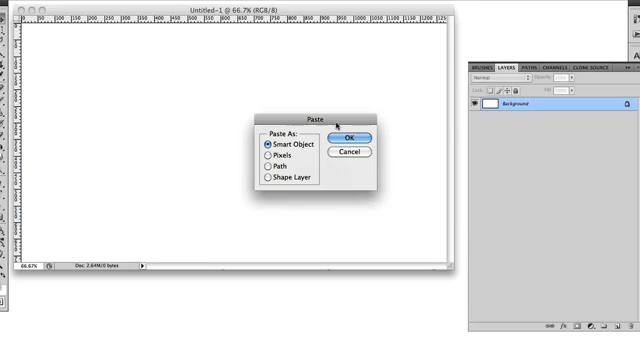 Untitled-1 @ 66.7% (RGB/8)
BRUSHES LAYERS PATHS CHANNELS CLONE SOURCE
Normal Opacity:
Lock: Fill:
Background
Paste
Paste As:
Smart Object
Pixels
Path
Shape Layer
OK
Cancel
66.67% Doc: 2.64M/0 bytes